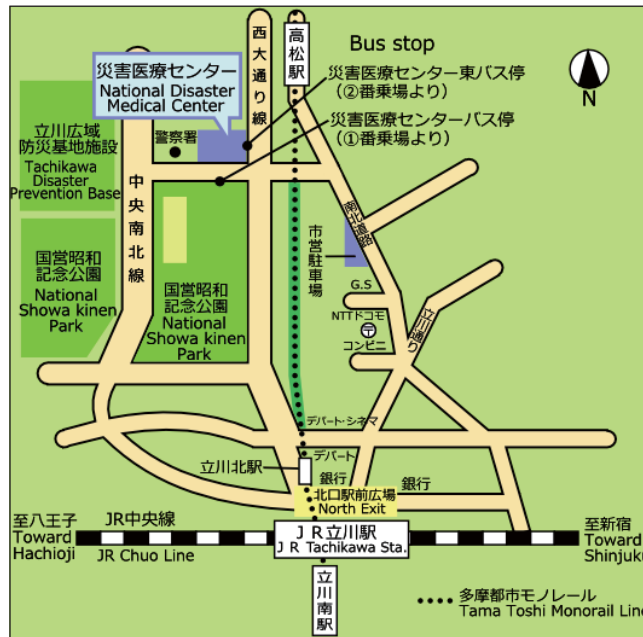 高松駅
西大通り線
Bus stop
災害医療センター
National Disaster
Medical Center
災害医療センター東バス停
(②番乗場より)
災害医療センターバス停
(①番乗場より)
N
立川広域
防災基地施設
Tachikawa
Disaster
Prevention Base
警察署
中央南北線
南北道路
市営駐車場
国営昭和
記念公園
National
Showa kinen
Park
国営昭和
記念公園
National
Showa kinen
Park
G.S
NTTドコモ
〒
コンビニ
立川通り
デパート・シネマ
デパート
立川北駅
銀行
銀行
北口駅前広場
North Exit
至八王子
Toward
Hachioji
JR中央線
JR Chuo Line
JR立川駅
JR Tachikawa Sta.
至新宿
Toward
Shinjuku
立川南駅
多摩都市モノレール
Tama Toshi Monorail Line